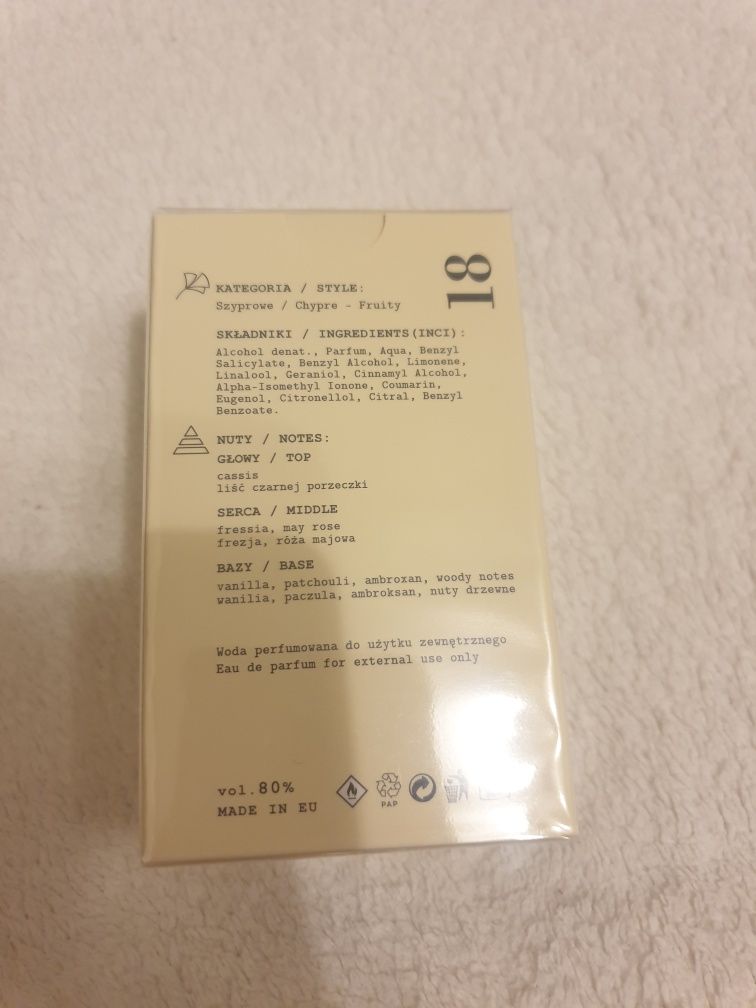 18
KATEGORIA / STYLE:
Szyprowe / Chypre - Fruity
SKŁADNIKI / INGREDIENTS(INCI):
Alcohol denat., Parfum, Aqua, Benzyl
Salicylate, Benzyl Alcohol, Limonene,
Linalool, Geraniol, Cinnamyl Alcohol,
Alpha-Isomethyl Ionone, Coumarin,
Eugenol, Citronellol, Citral, Benzyl
Benzoate.
NUTY / NOTES:
GŁOWY / TOP
cassis
liść czarnej porzeczki
SERCA / MIDDLE
fressia, may rose
frezja, róża majowa
BAZY / BASE
vanilla, patchouli, ambroxan, woody notes
wanilia, paczula, ambroksan, nuty drzewne
Woda perfumowana do użytku zewnętrznego
Eau de parfum for external use only
vol.80%
MADE IN EU
PAP